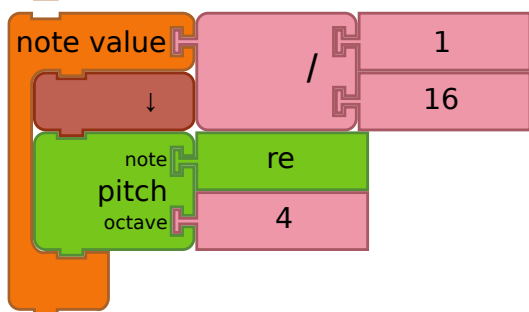 note value / 1
↓ 16
note re
pitch
octave 4